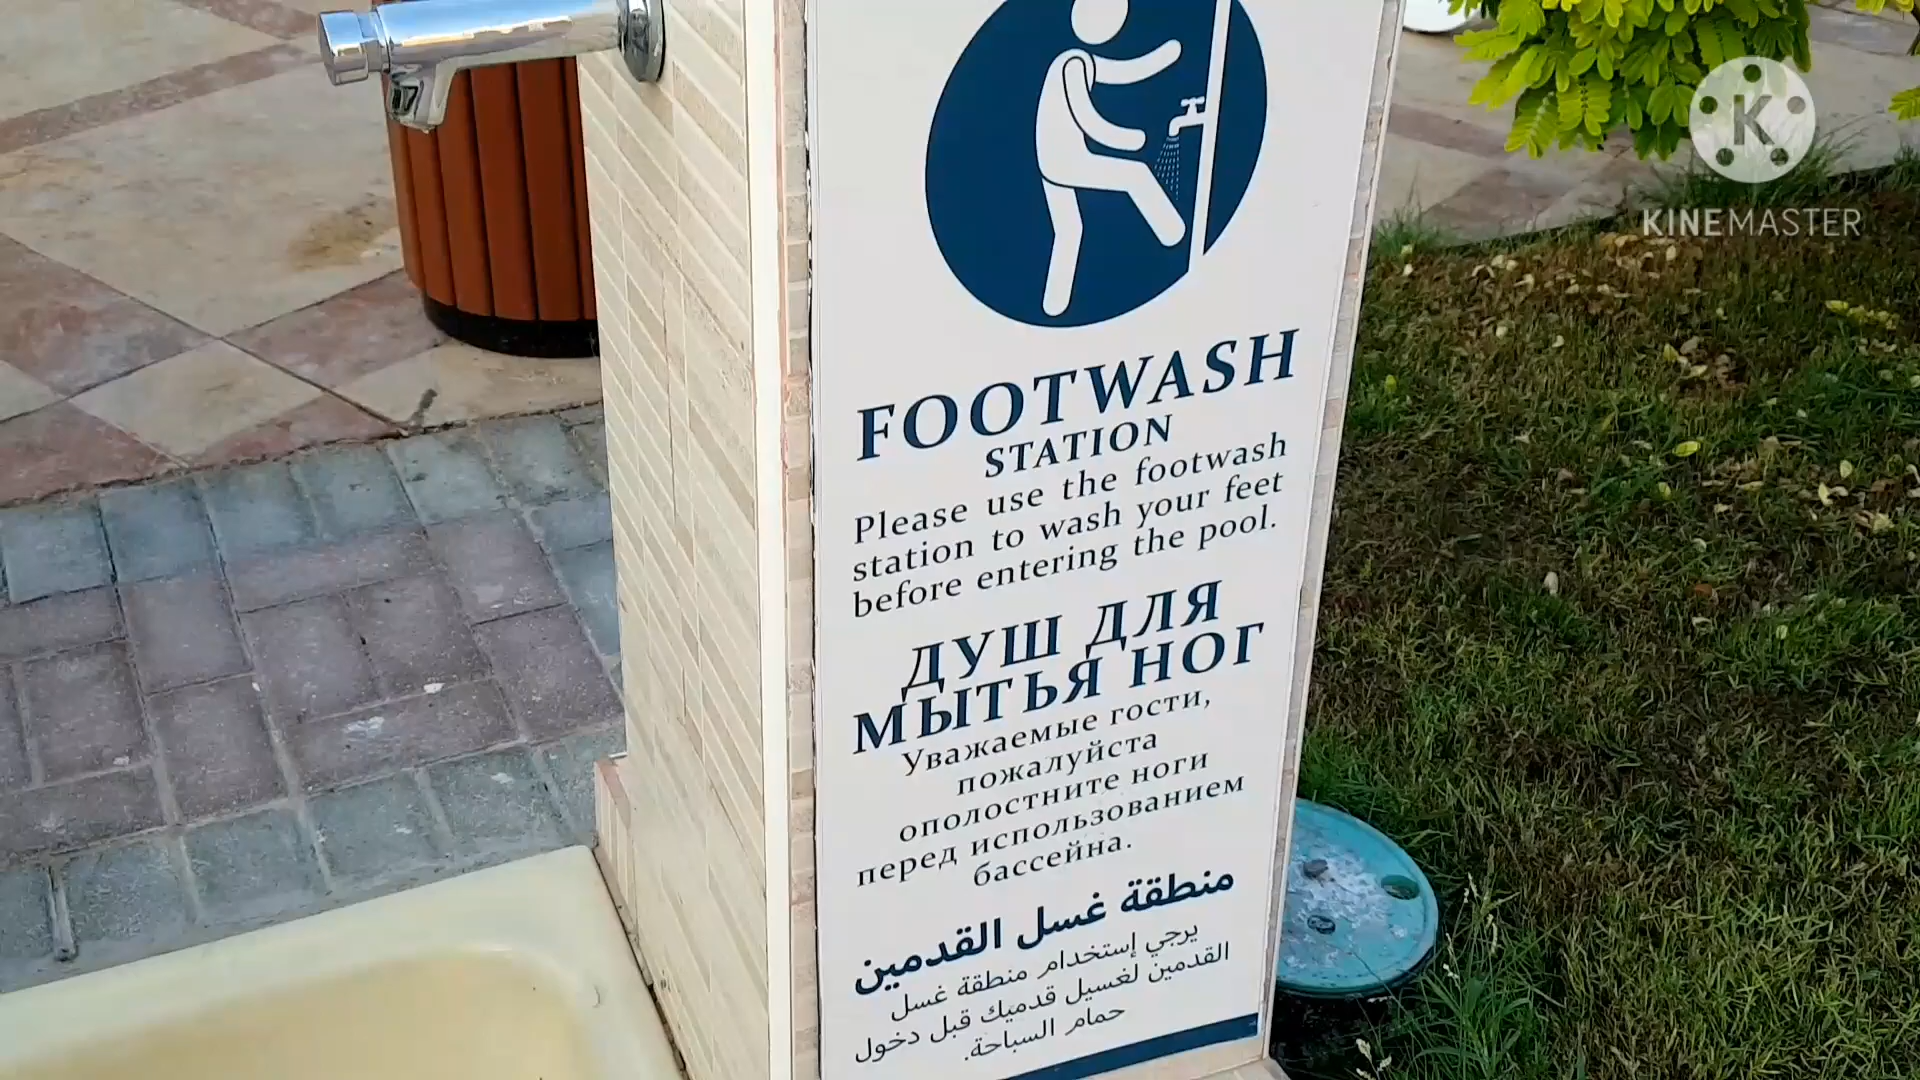 FOOTWASH
STATION
Please use the footwash
station to wash your feet
before entering the pool.
ДУШ ДЛЯ
МЫТЬЯ НОГ
Уважаемые гости,
пожалуйста
ополостните ноги
перед использованием
бассейна.
منطقة غسل القدمين
يرجي إستخدام منطقة غسل
القدمين لغسيل قدميك قبل دخول
حمام السباحة.
K
KINEMASTER